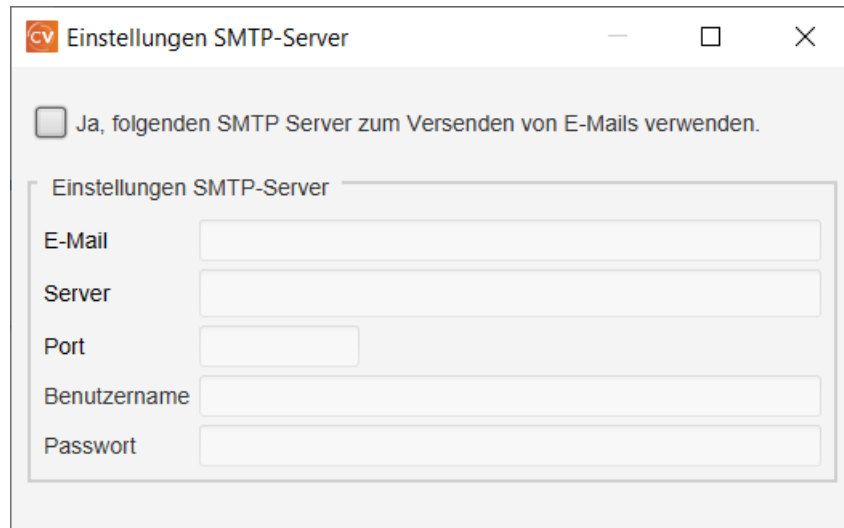 CV Einstellungen SMTP-Server
Ja, folgenden SMTP Server zum Versenden von E-Mails verwenden.
Einstellungen SMTP-Server
E-Mail
Server
Port
Benutzername
Passwort